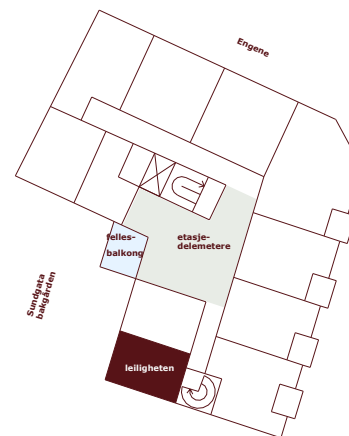 Engene
felles-
balkong
etasje-
delemetere
Sundgata
bakgården
leiligheten